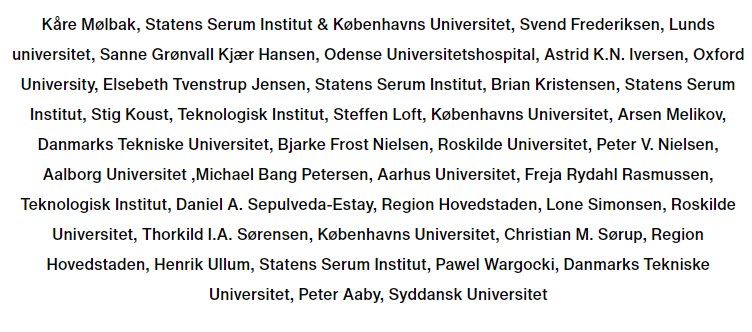 Kåre Mølbak, Statens Serum Institut & Københavns Universitet, Svend Frederiksen, Lunds
universitet, Sanne Grønvall Kjær Hansen, Odense Universitetshospital, Astrid K.N. Iversen, Oxford
University, Elsebeth Tvenstrup Jensen, Statens Serum Institut, Brian Kristensen, Statens Serum
Institut, Stig Koust, Teknologisk Institut, Steffen Loft, Københavns Universitet, Arsen Melikov,
Danmarks Tekniske Universitet, Bjarke Frost Nielsen, Roskilde Universitet, Peter V. Nielsen,
Aalborg Universitet ,Michael Bang Petersen, Aarhus Universitet, Freja Rydahl Rasmussen,
Teknologisk Institut, Daniel A. Sepulveda-Estay, Region Hovedstaden, Lone Simonsen, Roskilde
Universitet, Thorkild I.A. Sørensen, Københavns Universitet, Christian M. Sørup, Region
Hovedstaden, Henrik Ullum, Statens Serum Institut, Pawel Wargocki, Danmarks Tekniske
Universitet, Peter Aaby, Syddansk Universitet